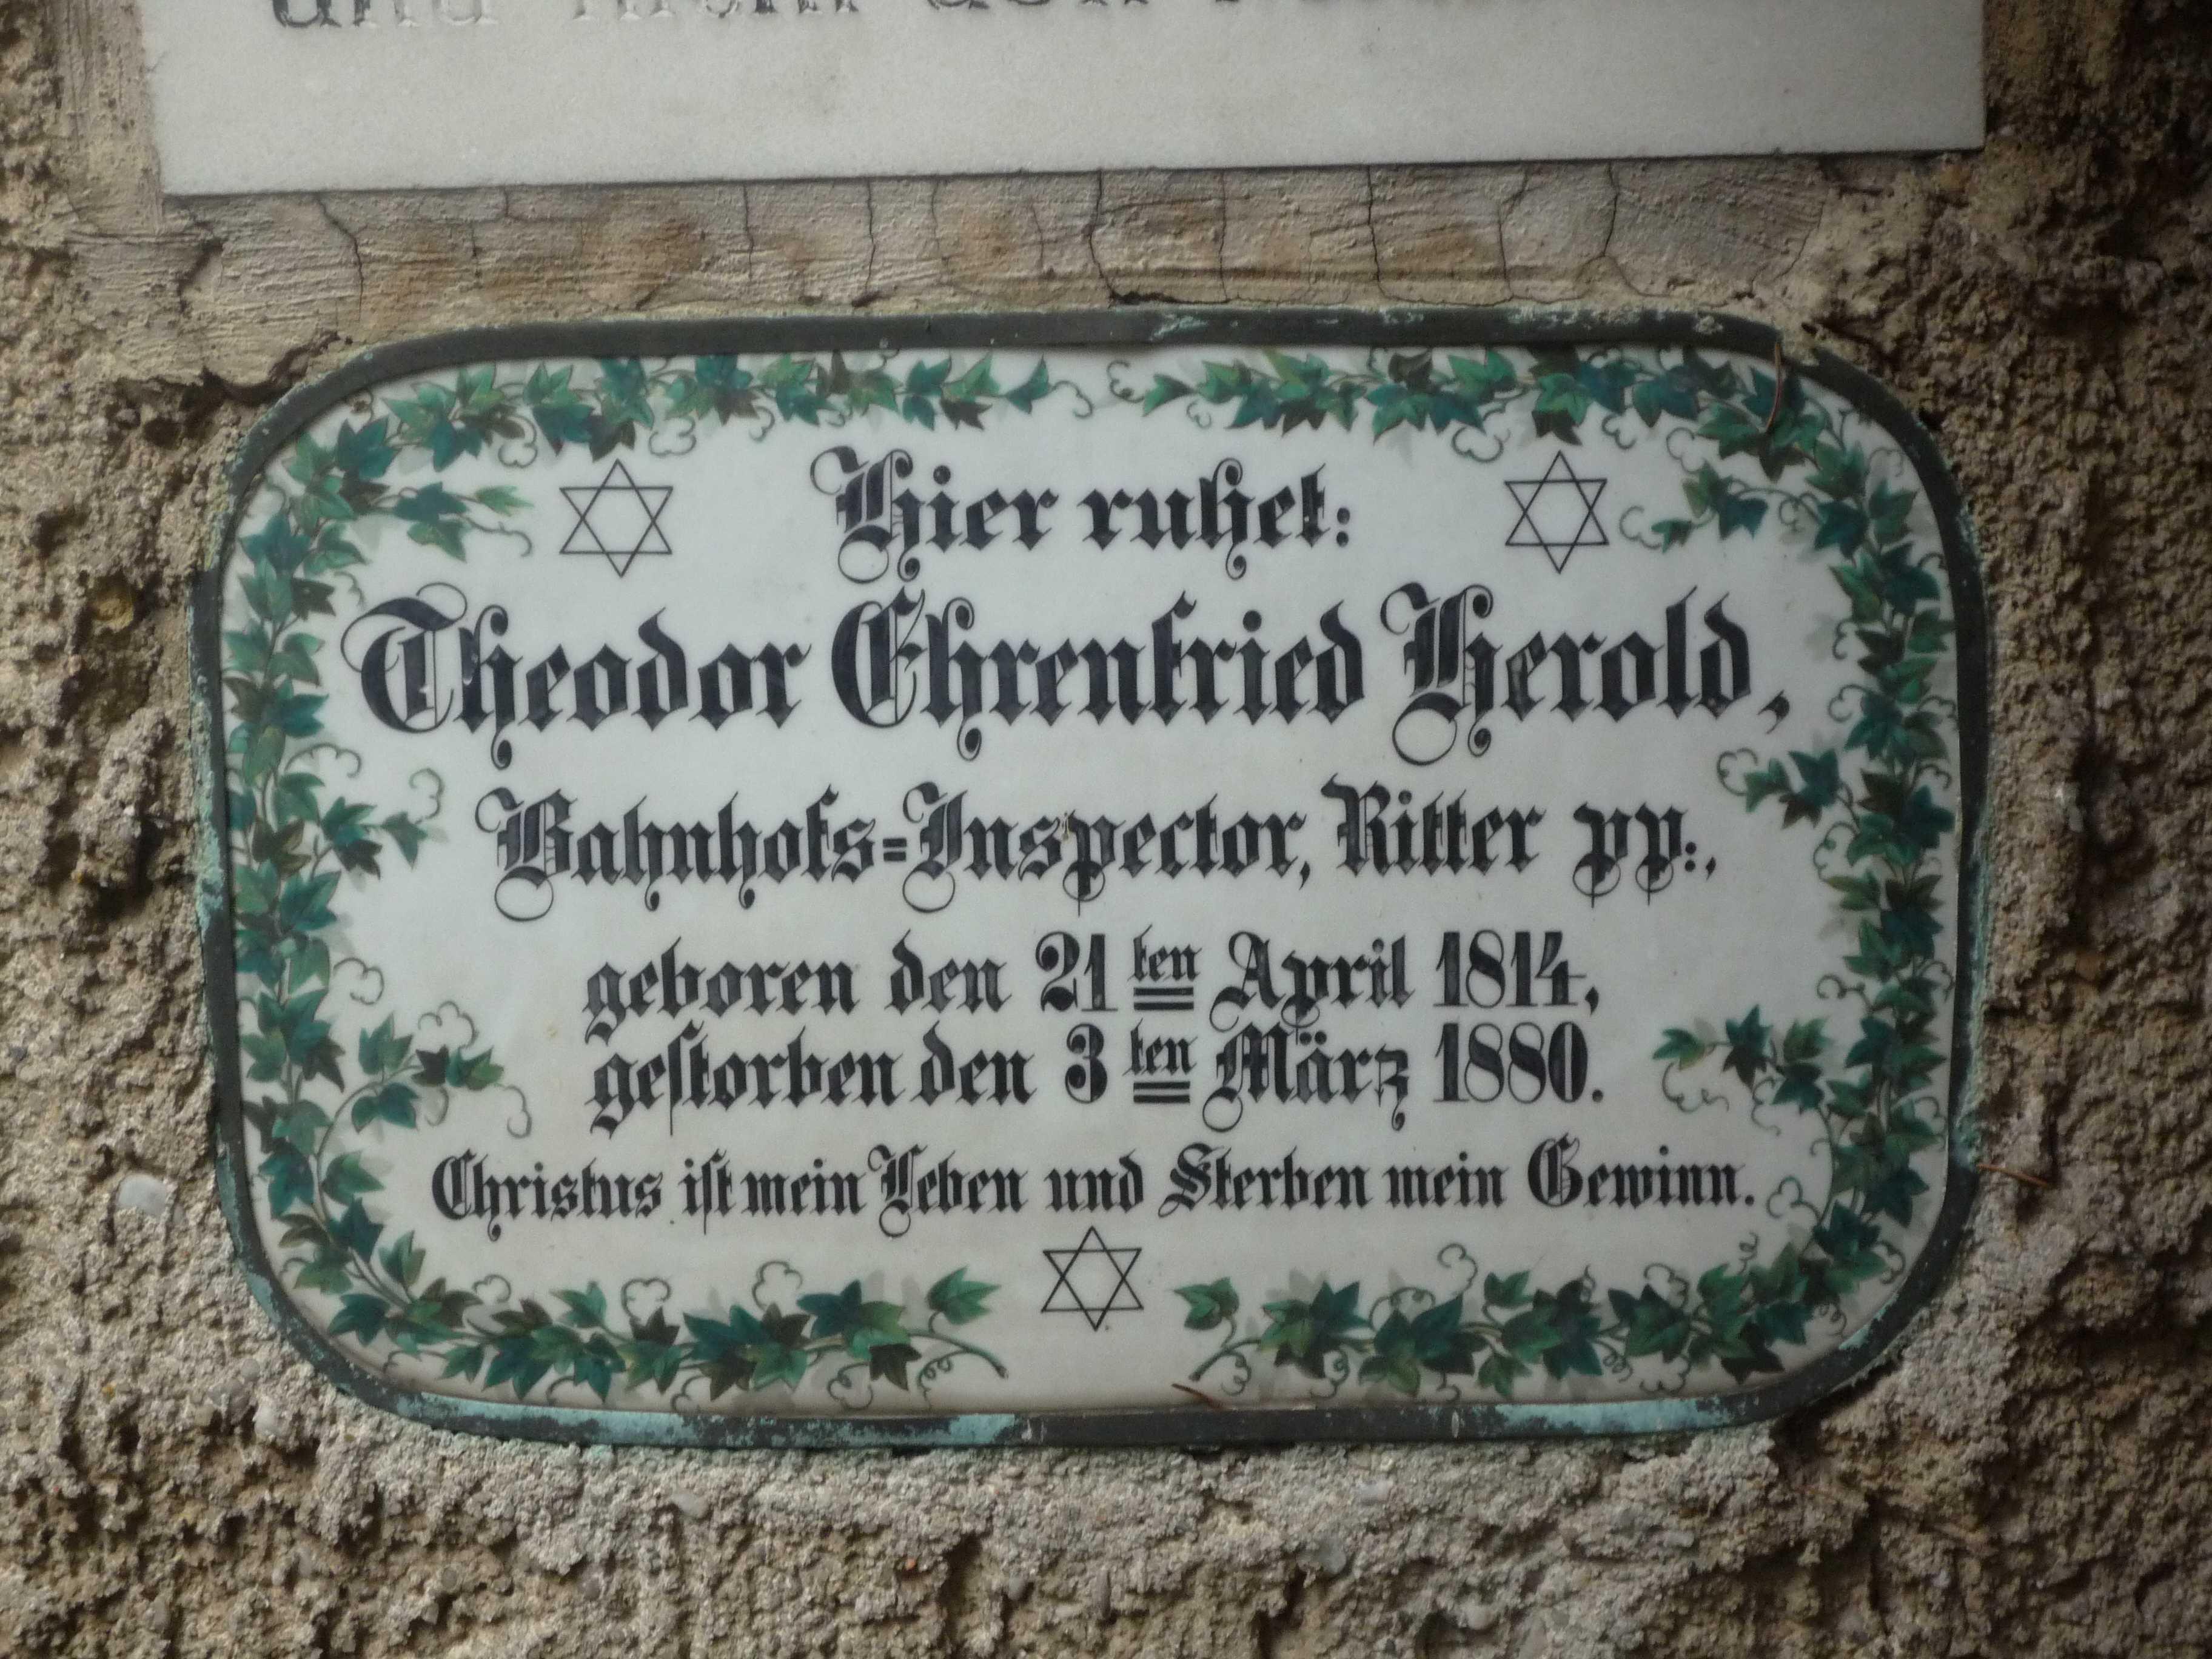 und
Hier ruhet:
Theodor Ehrenfried Herold,
Bahnhofs=Inspector, Ritter pp:,
geboren den 21ten April 1814,
gestorben den 3ten März 1880.
Christus ist mein Leben und Sterben mein Gewinn.